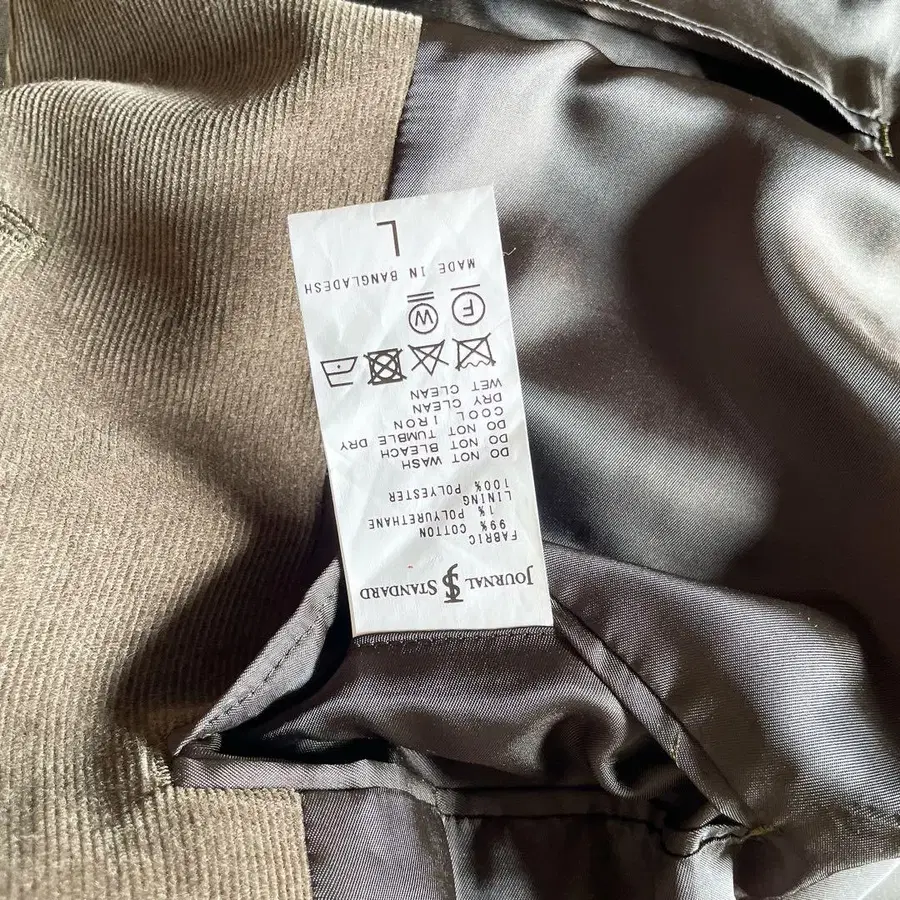 JOURNAL JS STANDARD
FABRIC
99% COTTON
1% POLYURETHANE
LINING
100% POLYESTER
DO NOT WASH
DO NOT BLEACH
DO NOT TUMBLE DRY
COOL IRON
DRY CLEAN
WET CLEAN
F
W
MADE IN BANGLADESH
L